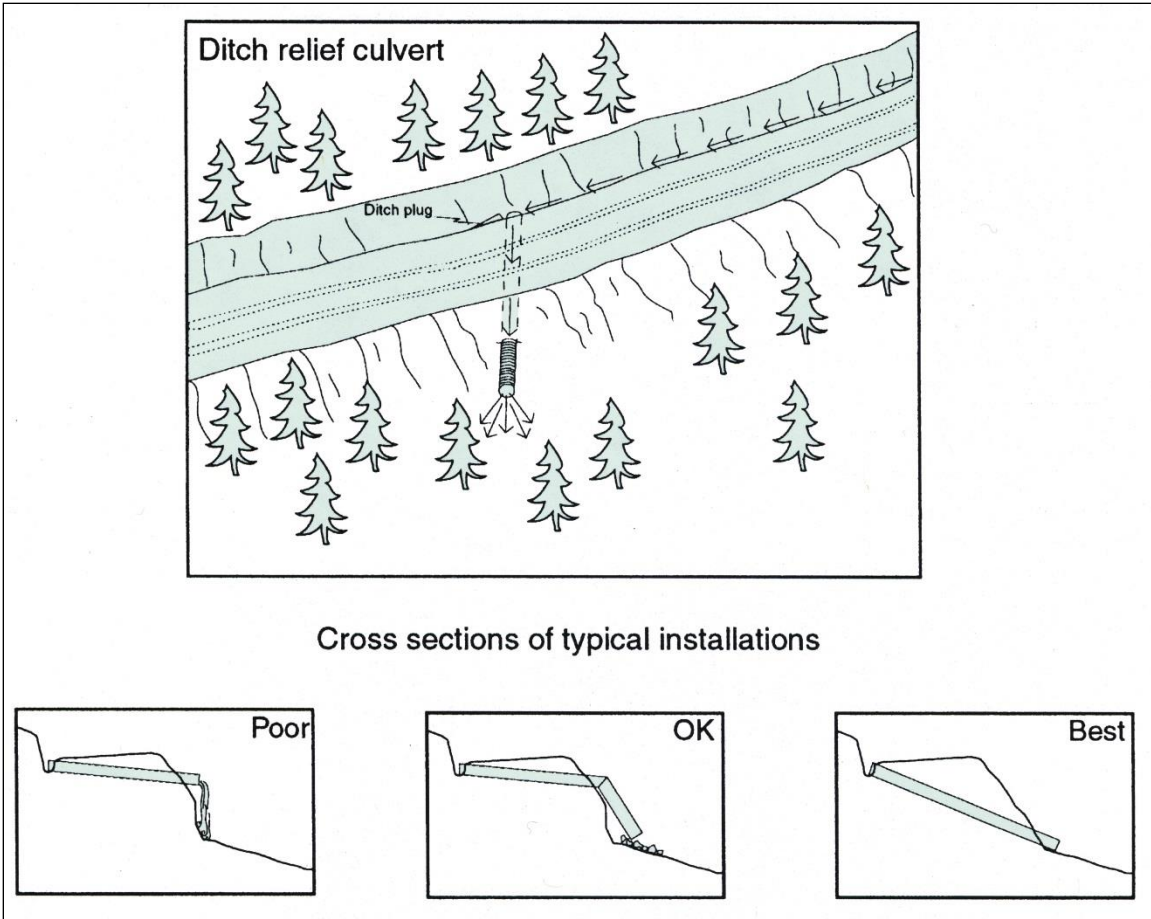 Ditch relief culvert
Ditch plug
Cross sections of typical installations
Poor
OK
Best